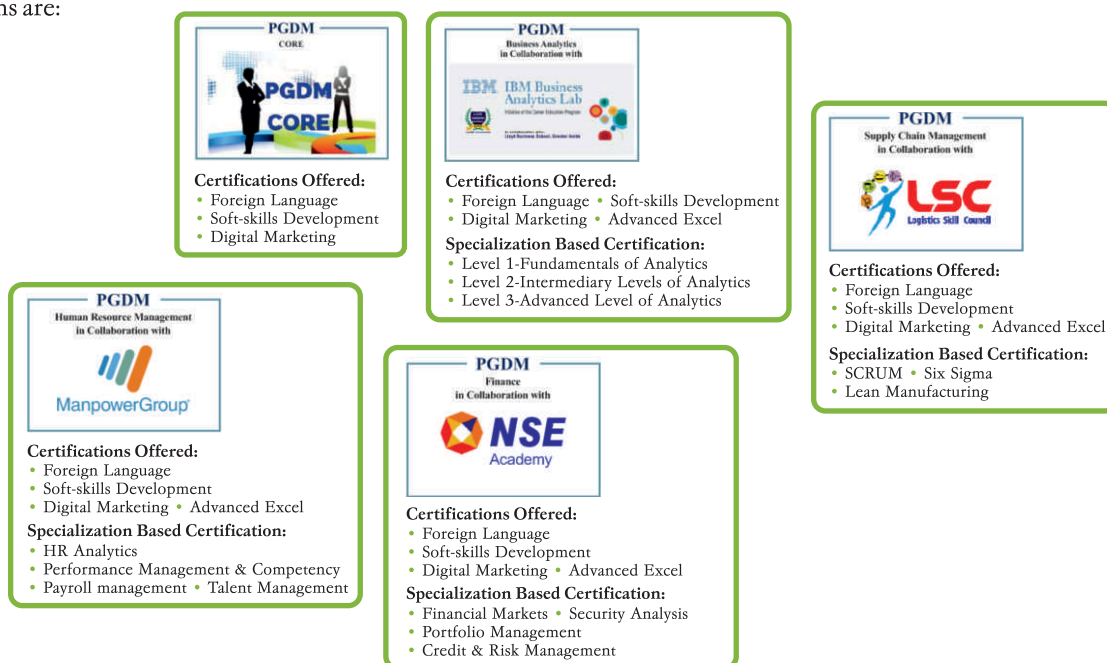 ns are:
PGDM
CORE
PGDM
CORE
Certifications Offered:
• Foreign Language
• Soft-skills Development
• Digital Marketing
PGDM
Business Analytics
in Collaboration with
IBM IBM Business
Analytics Lab
Certifications Offered:
• Foreign Language • Soft-skills Development
• Digital Marketing • Advanced Excel
Specialization Based Certification:
• Level 1-Fundamentals of Analytics
• Level 2-Intermediary Levels of Analytics
• Level 3-Advanced Level of Analytics
PGDM
Supply Chain Management
in Collaboration with
LSC
Logistics Skill Council
Certifications Offered:
• Foreign Language
• Soft-skills Development
• Digital Marketing • Advanced Excel
Specialization Based Certification:
• SCRUM • Six Sigma
• Lean Manufacturing
PGDM
Human Resource Management
in Collaboration with
ManpowerGroup
Certifications Offered:
• Foreign Language
• Soft-skills Development
• Digital Marketing • Advanced Excel
Specialization Based Certification:
• HR Analytics
• Performance Management & Competency
• Payroll management • Talent Management
PGDM
Finance
in Collaboration with
NSE
Academy
Certifications Offered:
• Foreign Language
• Soft-skills Development
• Digital Marketing • Advanced Excel
Specialization Based Certification:
• Financial Markets • Security Analysis
• Portfolio Management
• Credit & Risk Management